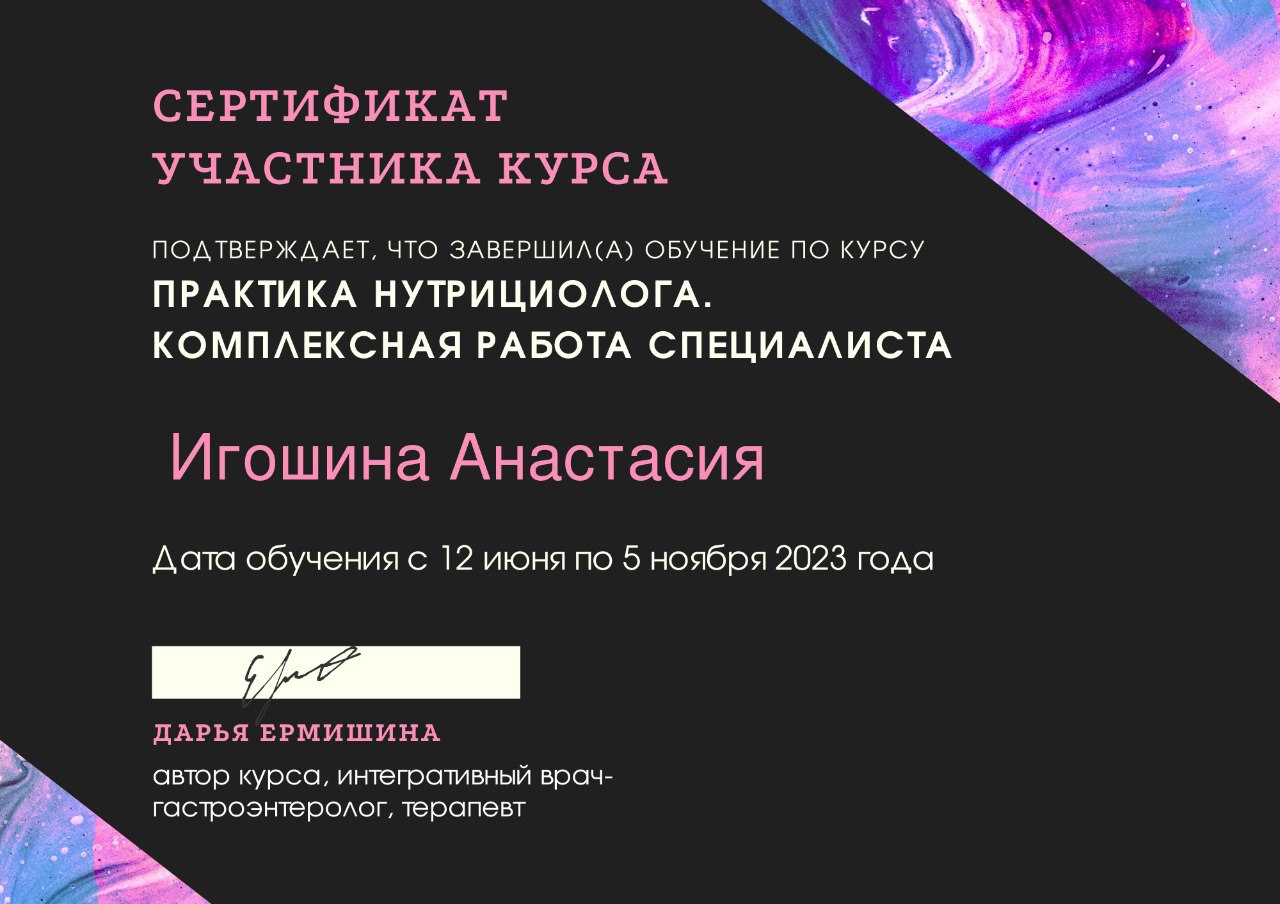 СЕРТИФИКАТ
УЧАСТНИКА КУРСА
ПОДТВЕРЖДАЕТ, ЧТО ЗАВЕРШИЛ(А) ОБУЧЕНИЕ ПО КУРСУ
ПРАКТИКА НУТРИЦИОЛОГА.
КОМПЛЕКСНАЯ РАБОТА СПЕЦИАЛИСТА
Игошина Анастасия
Дата обучения с 12 июня по 5 ноября 2023 года
ДАРЬЯ ЕРМИШИНА
автор курса, интегративный врач-
гастроэнтеролог, терапевт